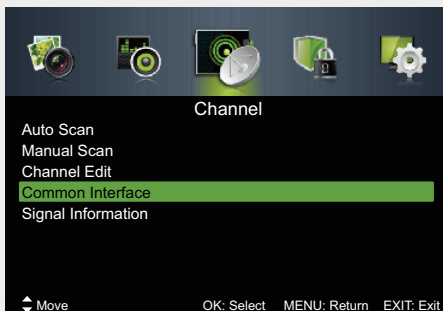 Channel
Auto Scan
Manual Scan
Channel Edit
Common Interface
Signal Information
Move OK: Select MENU: Return EXIT: Exit